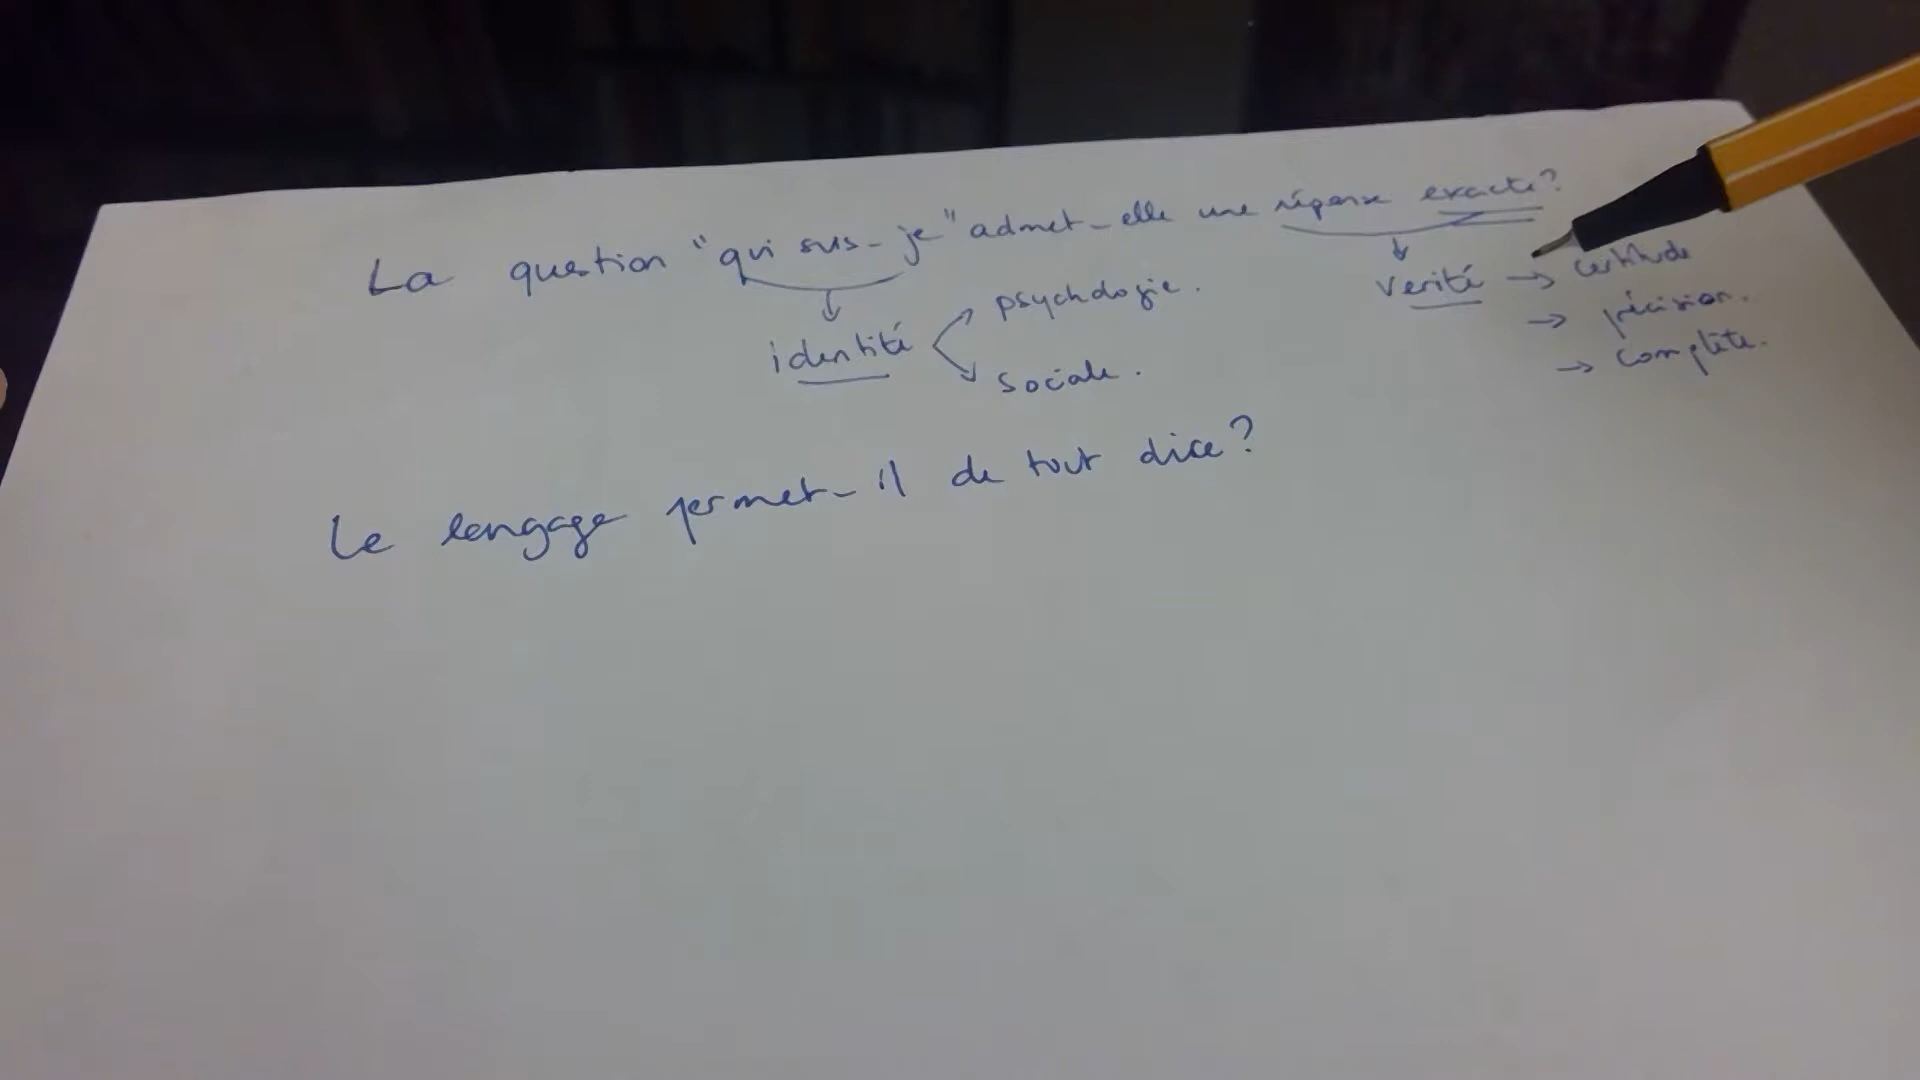 La question "qui suis-je" admet-elle une réponse exacte?
identité
psychologie.
sociale.
Verité → certitude
→ précision.
→ complète.
Le langage permet-il de tout dire?